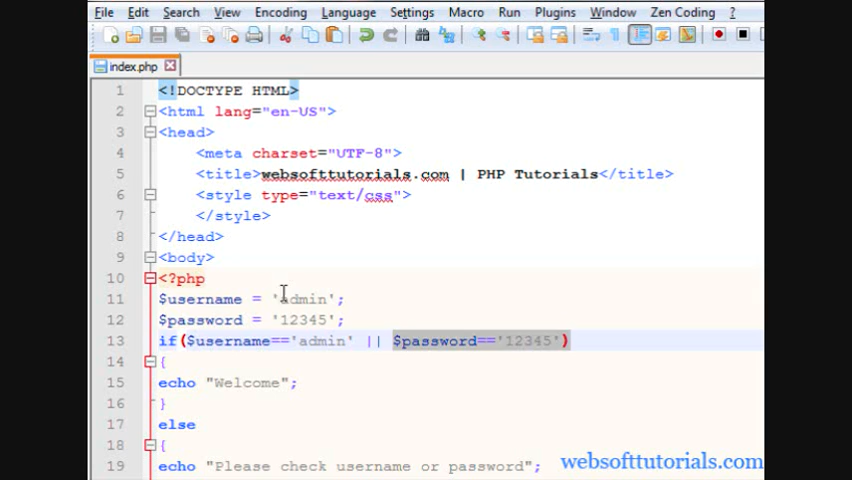 File Edit Search View Encoding Language Settings Macro Run Plugins Window Zen Coding ?
index.php
1 <!DOCTYPE HTML>
2 <html lang="en-US">
3 <head>
4 <meta charset="UTF-8">
5 <title>websofttutorials.com | PHP Tutorials</title>
6 <style type="text/css">
7 </style>
8 </head>
9 <body>
10 <?php
11 $username = 'admin';
12 $password = '12345';
13 if($username=='admin' || $password=='12345')
14 {
15 echo "Welcome";
16 }
17 else
18 {
19 echo "Please check username or password";
websofttutorials.com